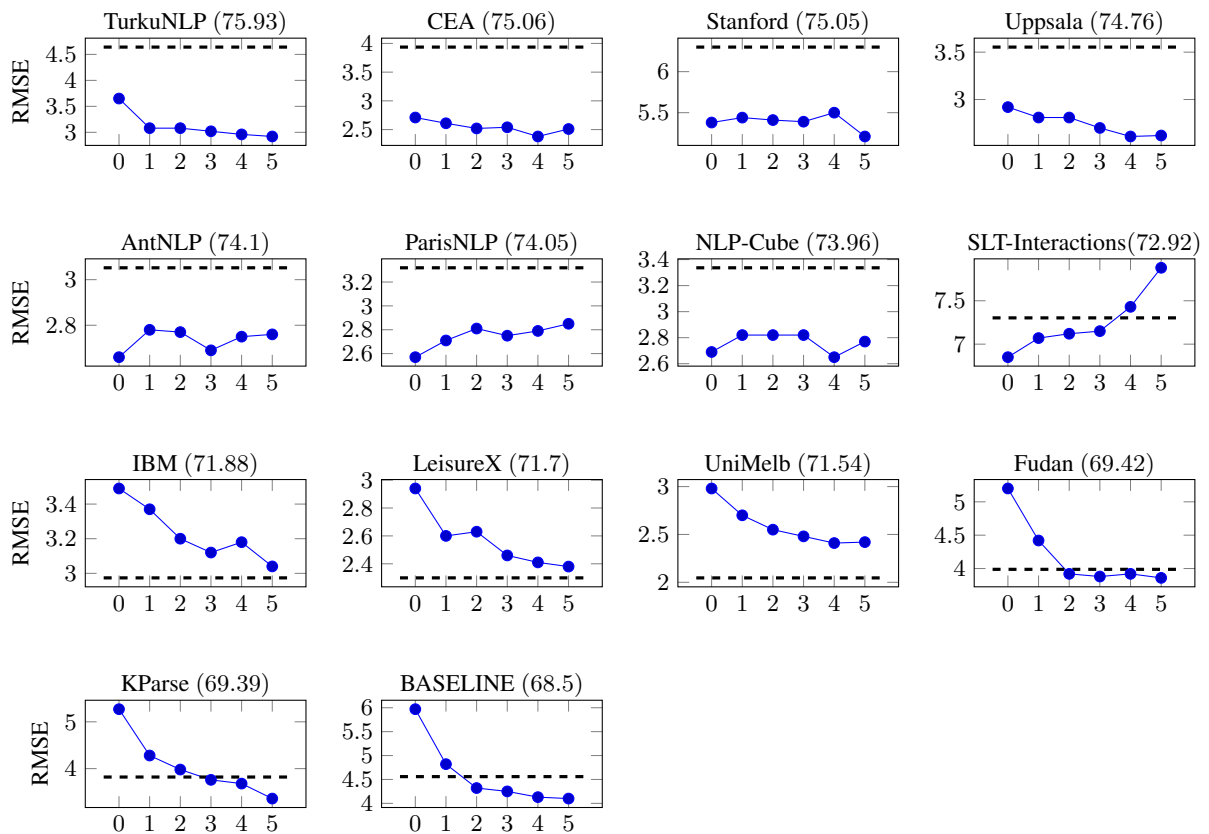 TurkuNLP (75.93)
CEA (75.06)
Stanford (75.05)
Uppsala (74.76)
RMSE
4.5
4
3.5
3
4
3.5
3
2.5
6
5.5
3.5
3
0 1 2 3 4 5
0 1 2 3 4 5
0 1 2 3 4 5
0 1 2 3 4 5
AntNLP (74.1)
ParisNLP (74.05)
NLP-Cube (73.96)
SLT-Interactions(72.92)
RMSE
3
2.8
3.2
3
2.8
2.6
3.4
3.2
3
2.8
2.6
7.5
7
0 1 2 3 4 5
0 1 2 3 4 5
0 1 2 3 4 5
0 1 2 3 4 5
IBM (71.88)
LeisureX (71.7)
UniMelb (71.54)
Fudan (69.42)
RMSE
3.4
3.2
3
3
2.8
2.6
2.4
3
2.5
2
5
4.5
4
0 1 2 3 4 5
0 1 2 3 4 5
0 1 2 3 4 5
0 1 2 3 4 5
KParse (69.39)
BASELINE (68.5)
RMSE
5
4
6
5.5
5
4.5
4
0 1 2 3 4 5
0 1 2 3 4 5